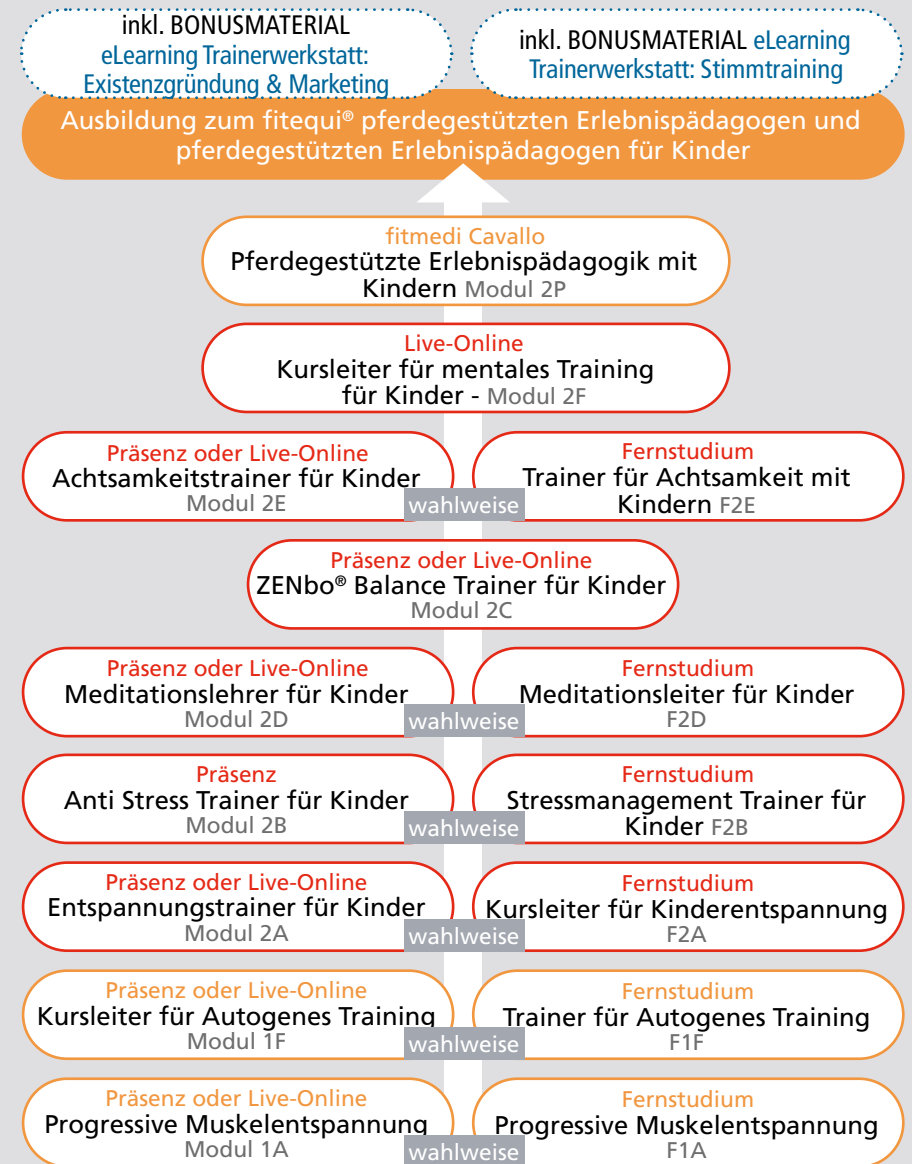 inkl. BONUSMATERIAL
eLearning Trainerwerkstatt:
Existenzgründung & Marketing
inkl. BONUSMATERIAL eLearning
Trainerwerkstatt: Stimmtraining
Ausbildung zum fitequi® pferdegestützten Erlebnispädagogen und
pferdegestützten Erlebnispädagogen für Kinder
fitmedi Cavallo
Pferdegestützte Erlebnispädagogik mit
Kindern Modul 2P
Live-Online
Kursleiter für mentales Training
für Kinder - Modul 2F
Präsenz oder Live-Online
Achtsamkeitstrainer für Kinder
Modul 2E
wahlweise
Fernstudium
Trainer für Achtsamkeit mit
Kindern F2E
Präsenz oder Live-Online
ZENbo® Balance Trainer für Kinder
Modul 2C
Präsenz oder Live-Online
Meditationslehrer für Kinder
Modul 2D
wahlweise
Fernstudium
Meditationsleiter für Kinder
F2D
Präsenz
Anti Stress Trainer für Kinder
Modul 2B
wahlweise
Fernstudium
Stressmanagement Trainer für
Kinder F2B
Präsenz oder Live-Online
Entspannungstrainer für Kinder
Modul 2A
wahlweise
Fernstudium
Kursleiter für Kinderentspannung
F2A
Präsenz oder Live-Online
Kursleiter für Autogenes Training
Modul 1F
wahlweise
Fernstudium
Trainer für Autogenes Training
F1F
Präsenz oder Live-Online
Progressive Muskelentspannung
Modul 1A
wahlweise
Fernstudium
Progressive Muskelentspannung
F1A